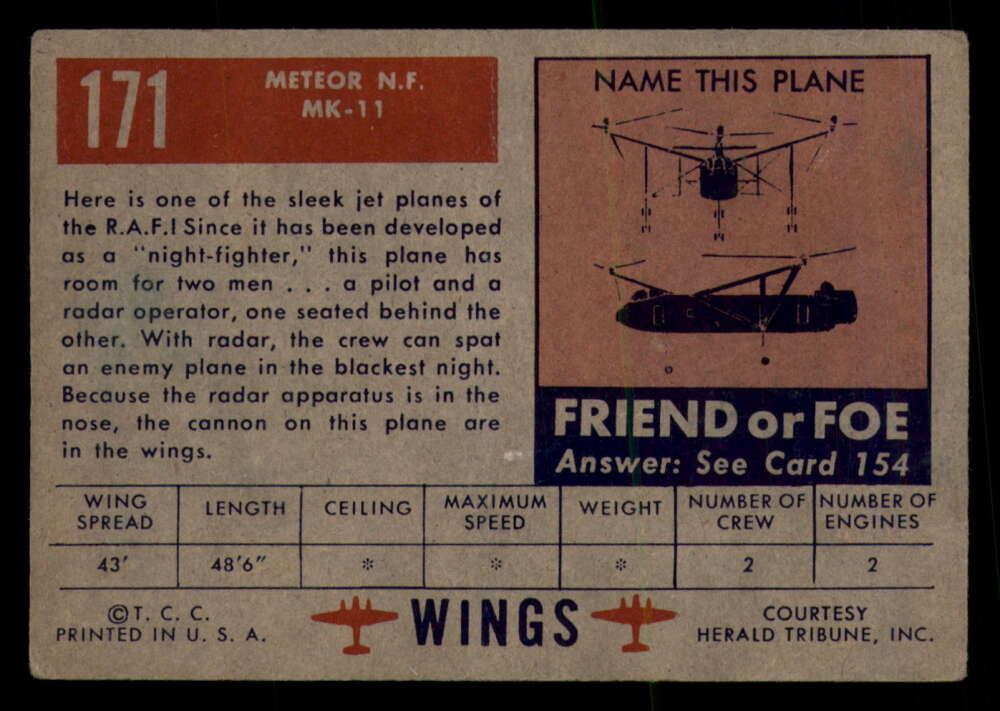 171
METEOR N.F.
MK-11
Here is one of the sleek jet planes of
the R.A.F.! Since it has been developed
as a "night-fighter," this plane has
room for two men . . . a pilot and a
radar operator, one seated behind the
other. With radar, the crew can spat
an enemy plane in the blackest night.
Because the radar apparatus is in the
nose, the cannon on this plane are
in the wings.
NAME THIS PLANE
FRIEND or FOE
Answer: See Card 154
WING SPREAD LENGTH CEILING MAXIMUM SPEED WEIGHT NUMBER OF CREW NUMBER OF ENGINES
43' 48'6" * * * 2 2
©T. C. C.
PRINTED IN U. S. A.
WINGS
COURTESY
HERALD TRIBUNE, INC.